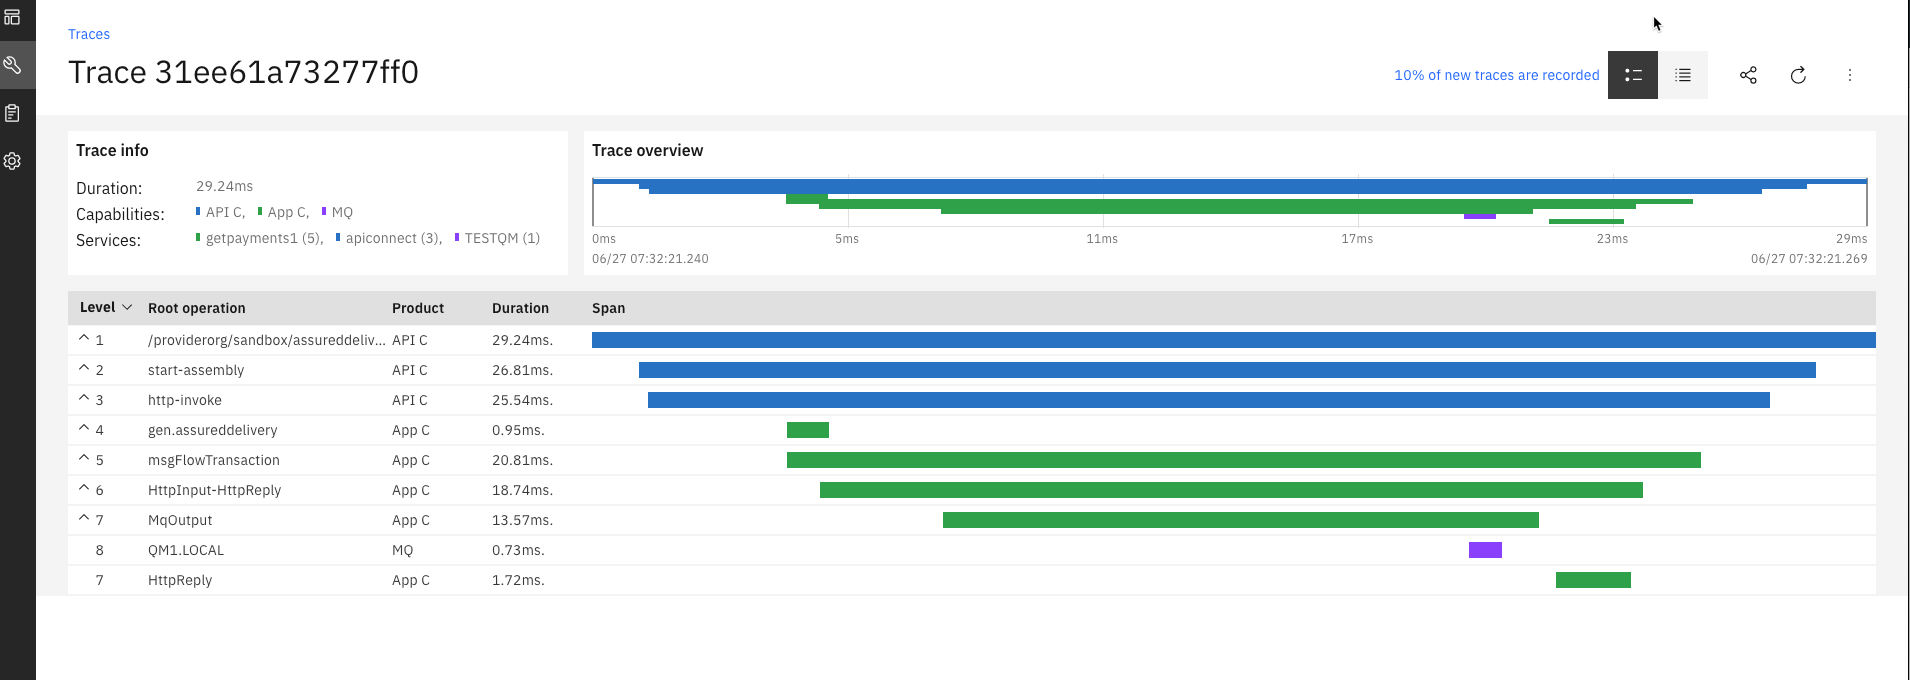 Traces
Trace 31ee61a73277ff0
10% of new traces are recorded
Trace info
Duration: 29.24ms
Capabilities: API C, App C, MQ
Services: getpayments1 (5), apiconnect (3), TESTQM (1)
Trace overview
0ms 5ms 11ms 17ms 23ms 29ms
06/27 07:32:21.240 06/27 07:32:21.269
Level Root operation Product Duration Span
1 /providerorg/sandbox/assureddeliv... API C 29.24ms.
2 start-assembly API C 26.81ms.
3 http-invoke API C 25.54ms.
4 gen.assureddelivery App C 0.95ms.
5 msgFlowTransaction App C 20.81ms.
6 HttpInput-HttpReply App C 18.74ms.
7 MqOutput App C 13.57ms.
8 QM1.LOCAL MQ 0.73ms.
7 HttpReply App C 1.72ms.